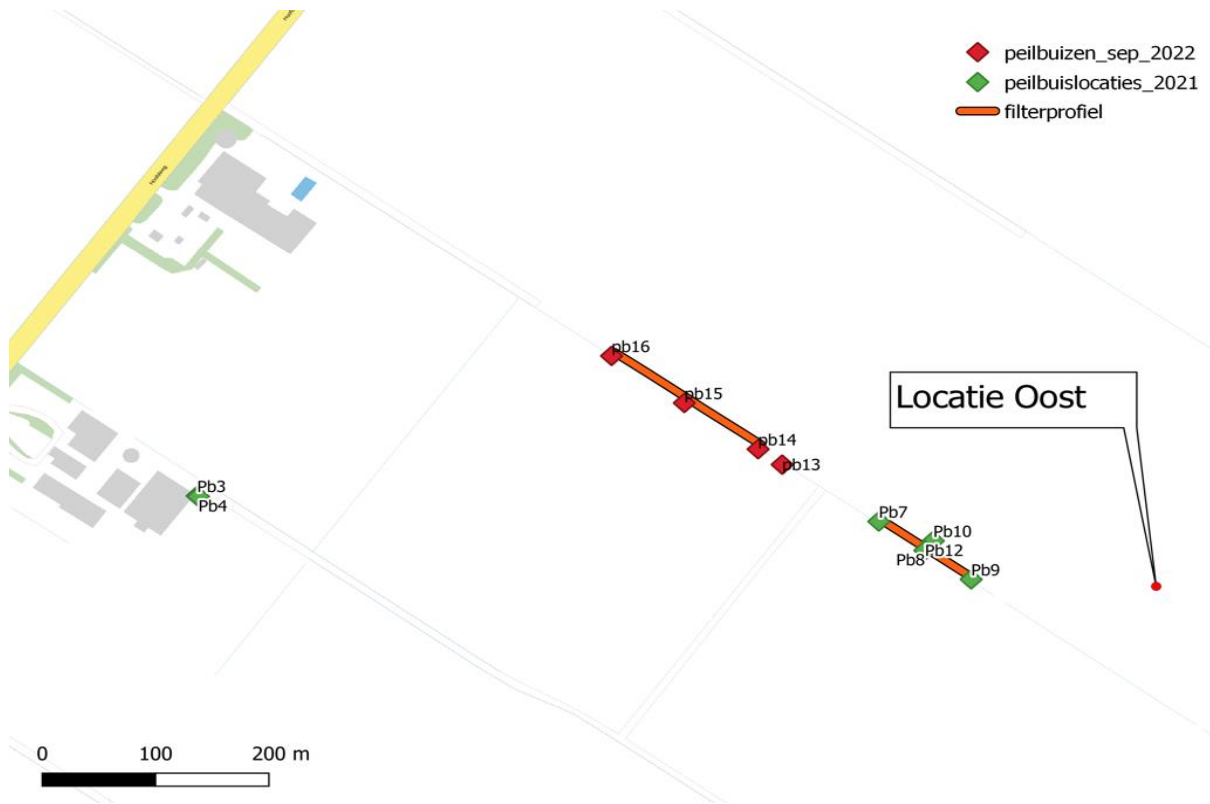 peilbuizen_sep_2022
peilbuislocaties_2021
filterprofiel
pb16
pb15
pb14
pb13
Locatie Oost
Pb3
Pb4
Pb7
Pb10
Pb12
Pb8
Pb9
0 100 200 m